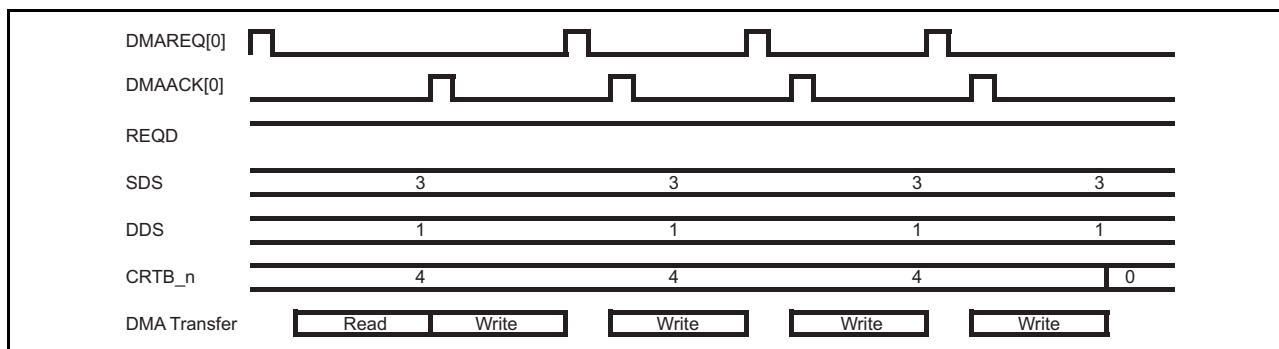 DMAREQ[0]
DMAACK[0]
REQD
SDS 3 3 3 3
DDS 1 1 1 1
CRTB_n 4 4 4 0
DMA Transfer Read Write Write Write Write